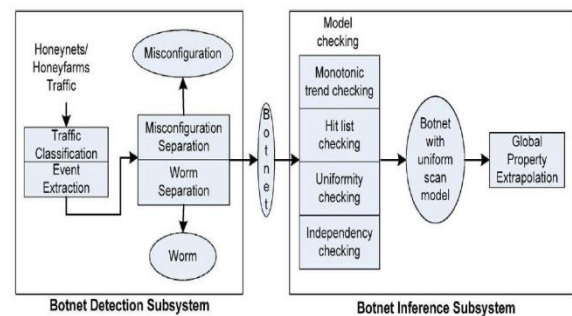 Honeynets/
Honeyfarms
Traffic
Traffic
Classification
Event
Extraction
Misconfiguration
Misconfiguration
Separation
Worm
Separation
Worm
Botnet Detection Subsystem
Botnet
Model
checking
Monotonic
trend checking
Hit list
checking
Uniformity
checking
Independency
checking
Botnet
with
uniform
scan
model
Global
Property
Extrapolation
Botnet Inference Subsystem